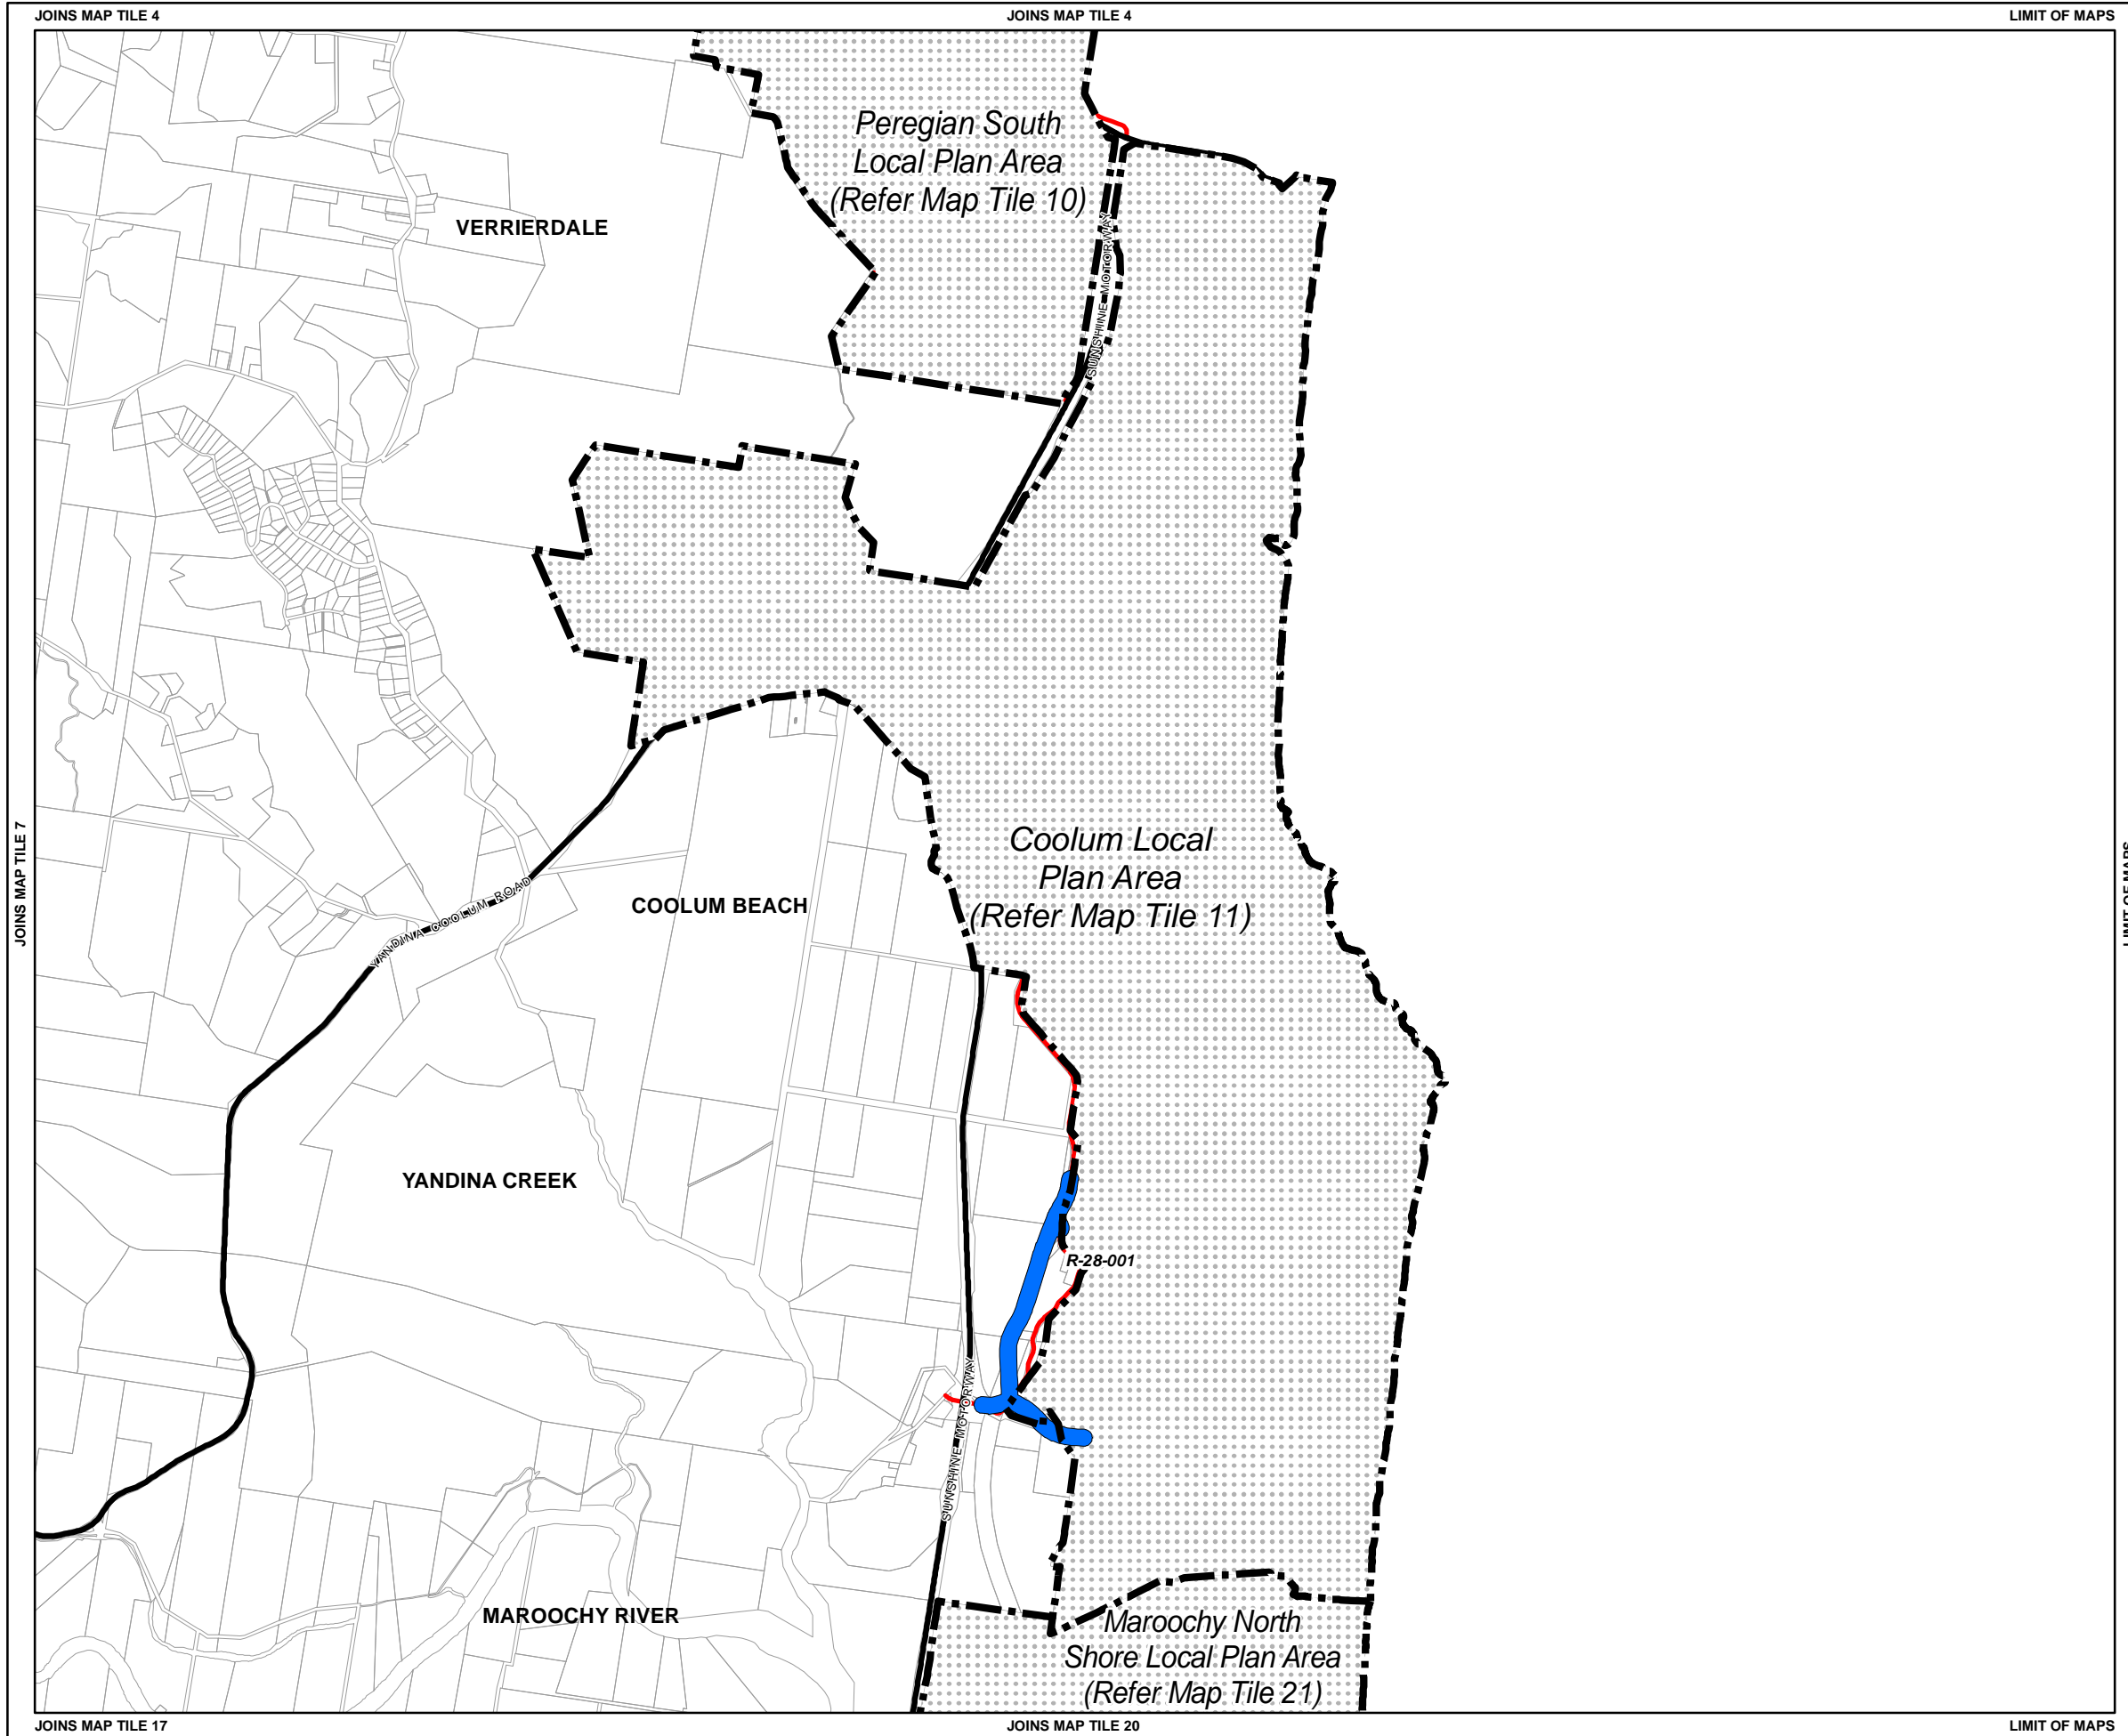 JOINS MAP TILE 4
JOINS MAP TILE 4
LIMIT OF MAPS
Peregian South
Local Plan Area
(Refer Map Tile 10)
VERRIERDALE
SUNSHINE MOTORWAY
JOINS MAP TILE 7
LIMIT OF MAPS
Coolum Local
Plan Area
(Refer Map Tile 11)
YANDINA COOLUM ROAD
COOLUM BEACH
YANDINA CREEK
R-28-001
SUNSHINE MOTORWAY
MAROOCHY RIVER
Maroochy North
Shore Local Plan Area
(Refer Map Tile 21)
JOINS MAP TILE 17
JOINS MAP TILE 20
LIMIT OF MAPS